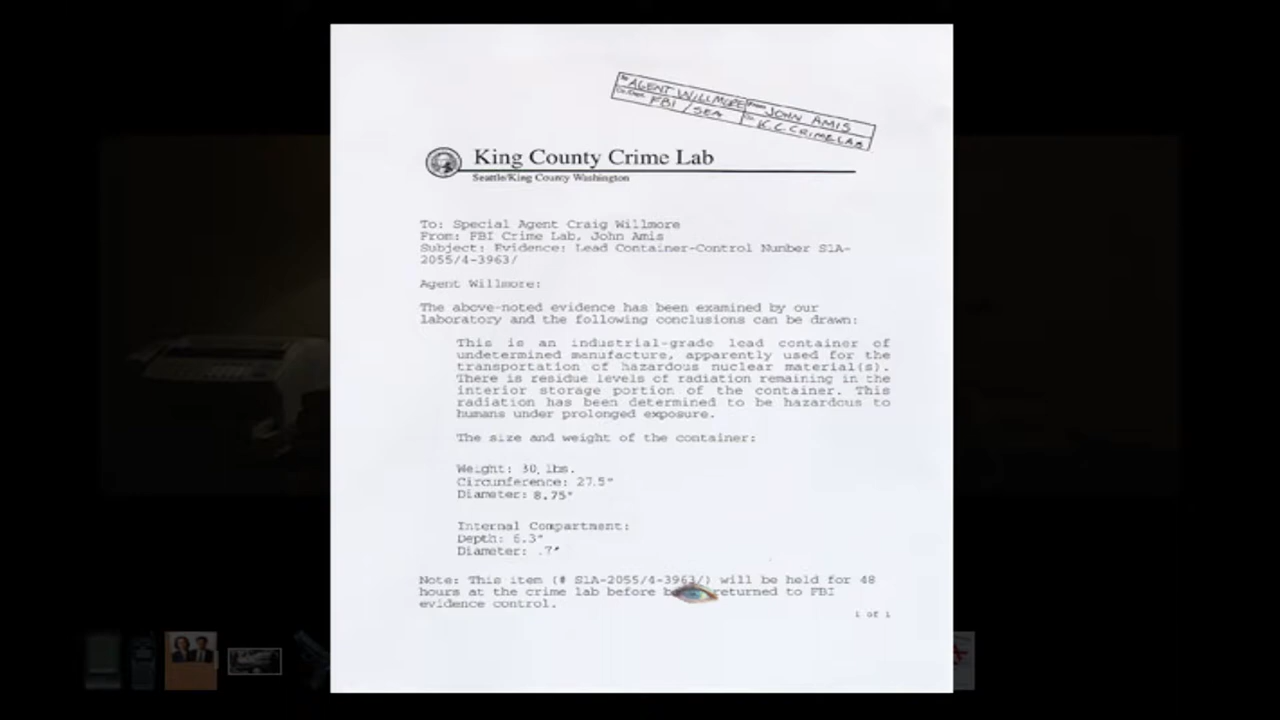 To AGENT WILLMORE From JOHN AMIS
FBI / SEA Co. K.C. CRIME LAB
King County Crime Lab
Seattle/King County Washington
To: Special Agent Craig Willmore
From: FBI Crime Lab, John Amis
Subject: Evidence: Lead Container-Control Number S1A-
2055/4-3963/
Agent Willmore:
The above-noted evidence has been examined by our
laboratory and the following conclusions can be drawn:
This is an industrial-grade lead container of
undetermined manufacture, apparently used for the
transportation of hazardous nuclear material(s).
There is residue levels of radiation remaining in the
interior storage portion of the container. This
radiation has been determined to be hazardous to
humans under prolonged exposure.
The size and weight of the container:
Weight: 30 lbs.
Circunference: 27.5"
Diameter: 8.75"
Internal Compartment:
Depth: 6.3"
Diameter: .7"
Note: This item (# S1A-2055/4-3963/) will be held for 48
hours at the crime lab before returned to FBI
evidence control.
1 of 1